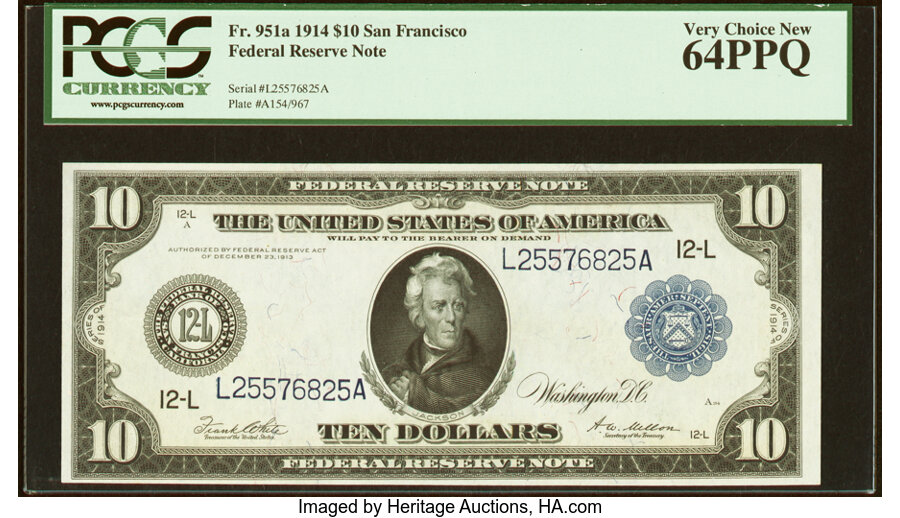 PCGS
CURRENCY
www.pcgscurrency.com
Fr. 951a 1914 $10 San Francisco
Federal Reserve Note
Serial #L25576825A
Plate #A154/967
Very Choice New
64PPQ
10
FEDERAL RESERVE NOTE
10
12-L
A
THE UNITED STATES OF AMERICA
WILL PAY TO THE BEARER ON DEMAND
AUTHORIZED BY FEDERAL RESERVE ACT
OF DECEMBER 23, 1913
L25576825A
12-L
SERIES OF 1914
12-L
SERIES OF 1914
12-L
L25576825A
Washington, D.C.
JACKSON
Frank White
Treasurer of the United States.
TEN DOLLARS
A.W. Mellon
Secretary of the Treasury.
12-L
10
FEDERAL RESERVE NOTE
10
Imaged by Heritage Auctions, HA.com